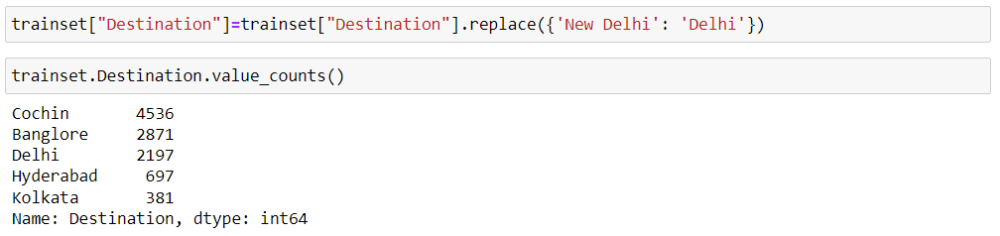 trainset["Destination"]=trainset["Destination"].replace({'New Delhi': 'Delhi'})
trainset.Destination.value_counts()
Cochin       4536
Banglore     2871
Delhi        2197
Hyderabad     697
Kolkata       381
Name: Destination, dtype: int64